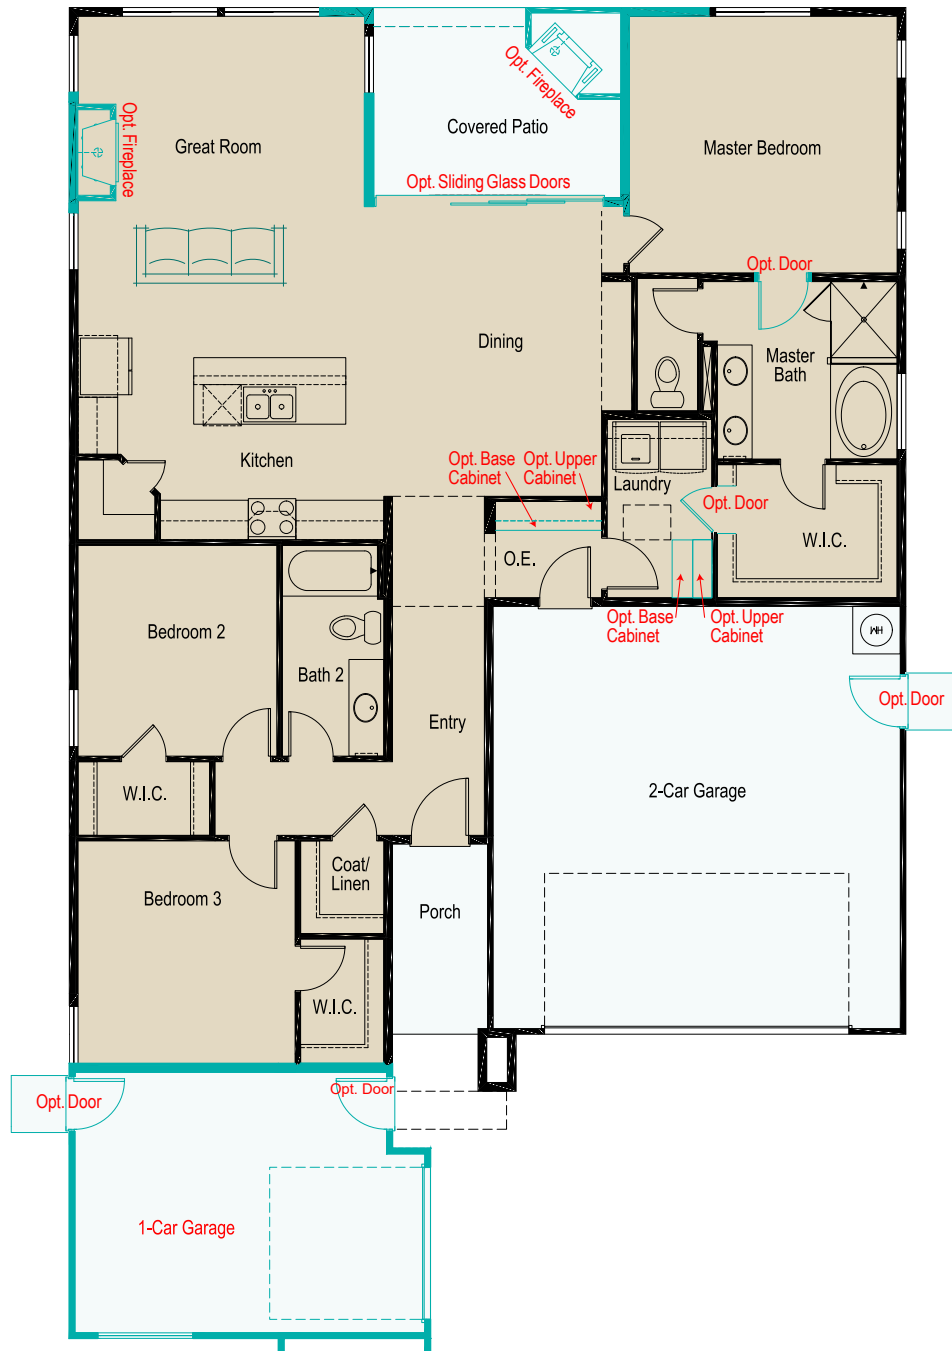 Opt. Fireplace
Great Room
Covered Patio
Opt. Fireplace
Master Bedroom
Opt. Sliding Glass Doors
Opt. Door
Dining
Master
Bath
Kitchen
Opt. Base
Cabinet
Opt. Upper
Cabinet
Laundry
Opt. Door
W.I.C.
O.E.
Opt. Base
Cabinet
Opt. Upper
Cabinet
HW
Bedroom 2
Bath 2
Entry
Opt. Door
W.I.C.
2-Car Garage
Coat/
Linen
Bedroom 3
Porch
W.I.C.
Opt. Door
Opt. Door
1-Car Garage